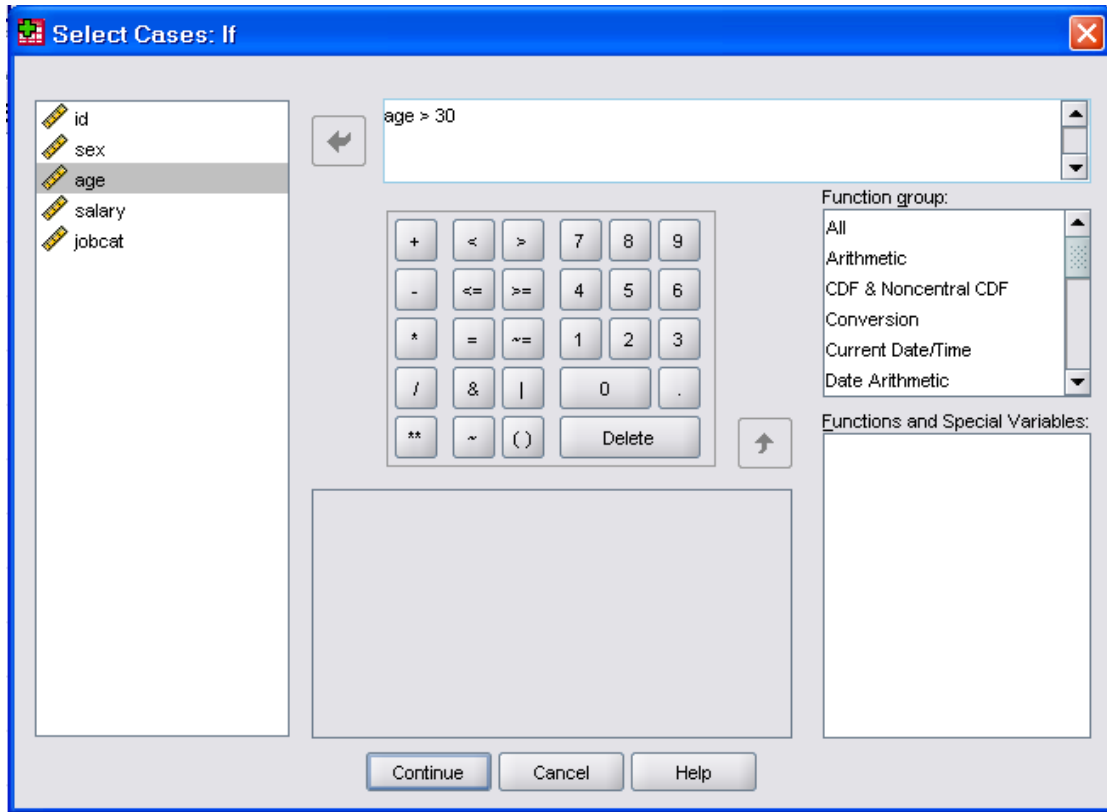 Select Cases: If
id
sex
age
salary
jobcat
age > 30
+ < > 7 8 9
- <= >= 4 5 6
* = ~= 1 2 3
/ & | 0 .
** ~ ( ) Delete
Function group:
All
Arithmetic
CDF & Noncentral CDF
Conversion
Current Date/Time
Date Arithmetic
Functions and Special Variables:
Continue Cancel Help